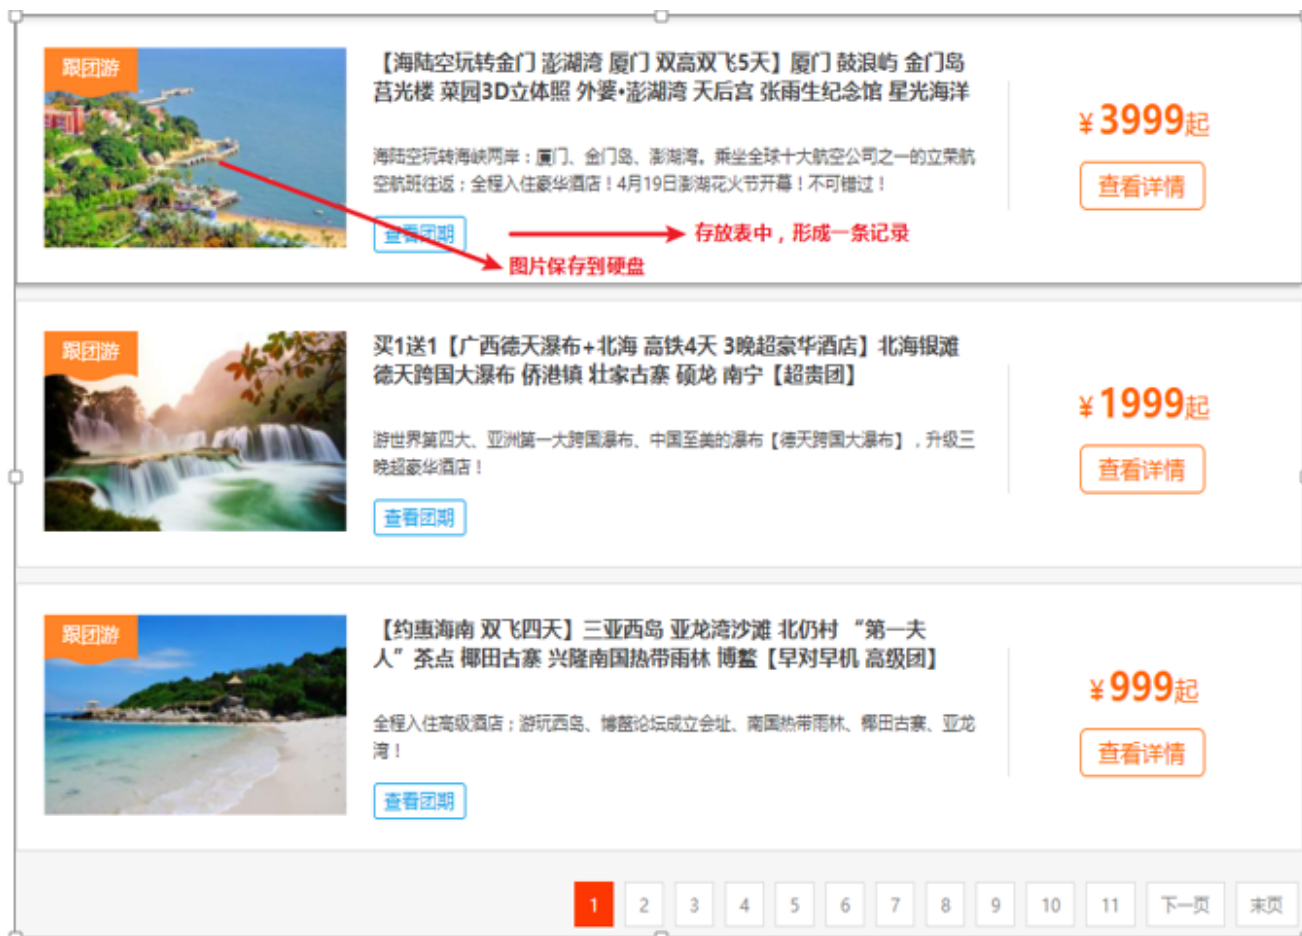 跟团游
【海陆空玩转金门 澎湖湾 厦门 双高双飞5天】厦门 鼓浪屿 金门岛
莒光楼 菜园3D立体照 外婆•澎湖湾 天后宫 张雨生纪念馆 星光海洋
海陆空玩转海峡两岸：厦门、金门岛、澎湖湾。乘坐全球十大航空公司之一的立荣航
空航班往返；全程入住豪华酒店！4月19日澎湖花火节开幕！不可错过！
查看团期
¥3999起
查看详情
存放表中，形成一条记录
图片保存到硬盘
跟团游
买1送1【广西德天瀑布+北海 高铁4天 3晚超豪华酒店】北海银滩
德天跨国大瀑布 侨港镇 壮家古寨 硕龙 南宁【超贵团】
游世界第四大、亚洲第一大跨国瀑布、中国至美的瀑布【德天跨国大瀑布】，升级三
晚超豪华酒店！
查看团期
¥1999起
查看详情
跟团游
【约惠海南 双飞四天】三亚西岛 亚龙湾沙滩 北仍村 “第一夫
人”茶点 椰田古寨 兴隆南国热带雨林 博鳌【早对早机 高级团】
全程入住高级酒店；游玩西岛、博鳌论坛成立会址、南国热带雨林、椰田古寨、亚龙
湾！
查看团期
¥999起
查看详情
1 2 3 4 5 6 7 8 9 10 11 下一页 末页